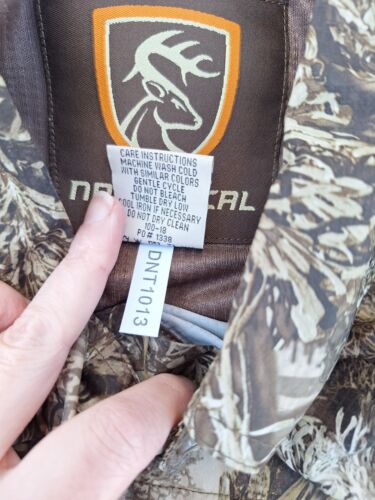 CARE INSTRUCTIONS
MACHINE WASH COLD
WITH SIMILAR COLORS
GENTLE CYCLE
DO NOT BLEACH
TUMBLE DRY LOW
COOL IRON IF NECESSARY
DO NOT DRY CLEAN
100-18
PO# 1338
DNT1013